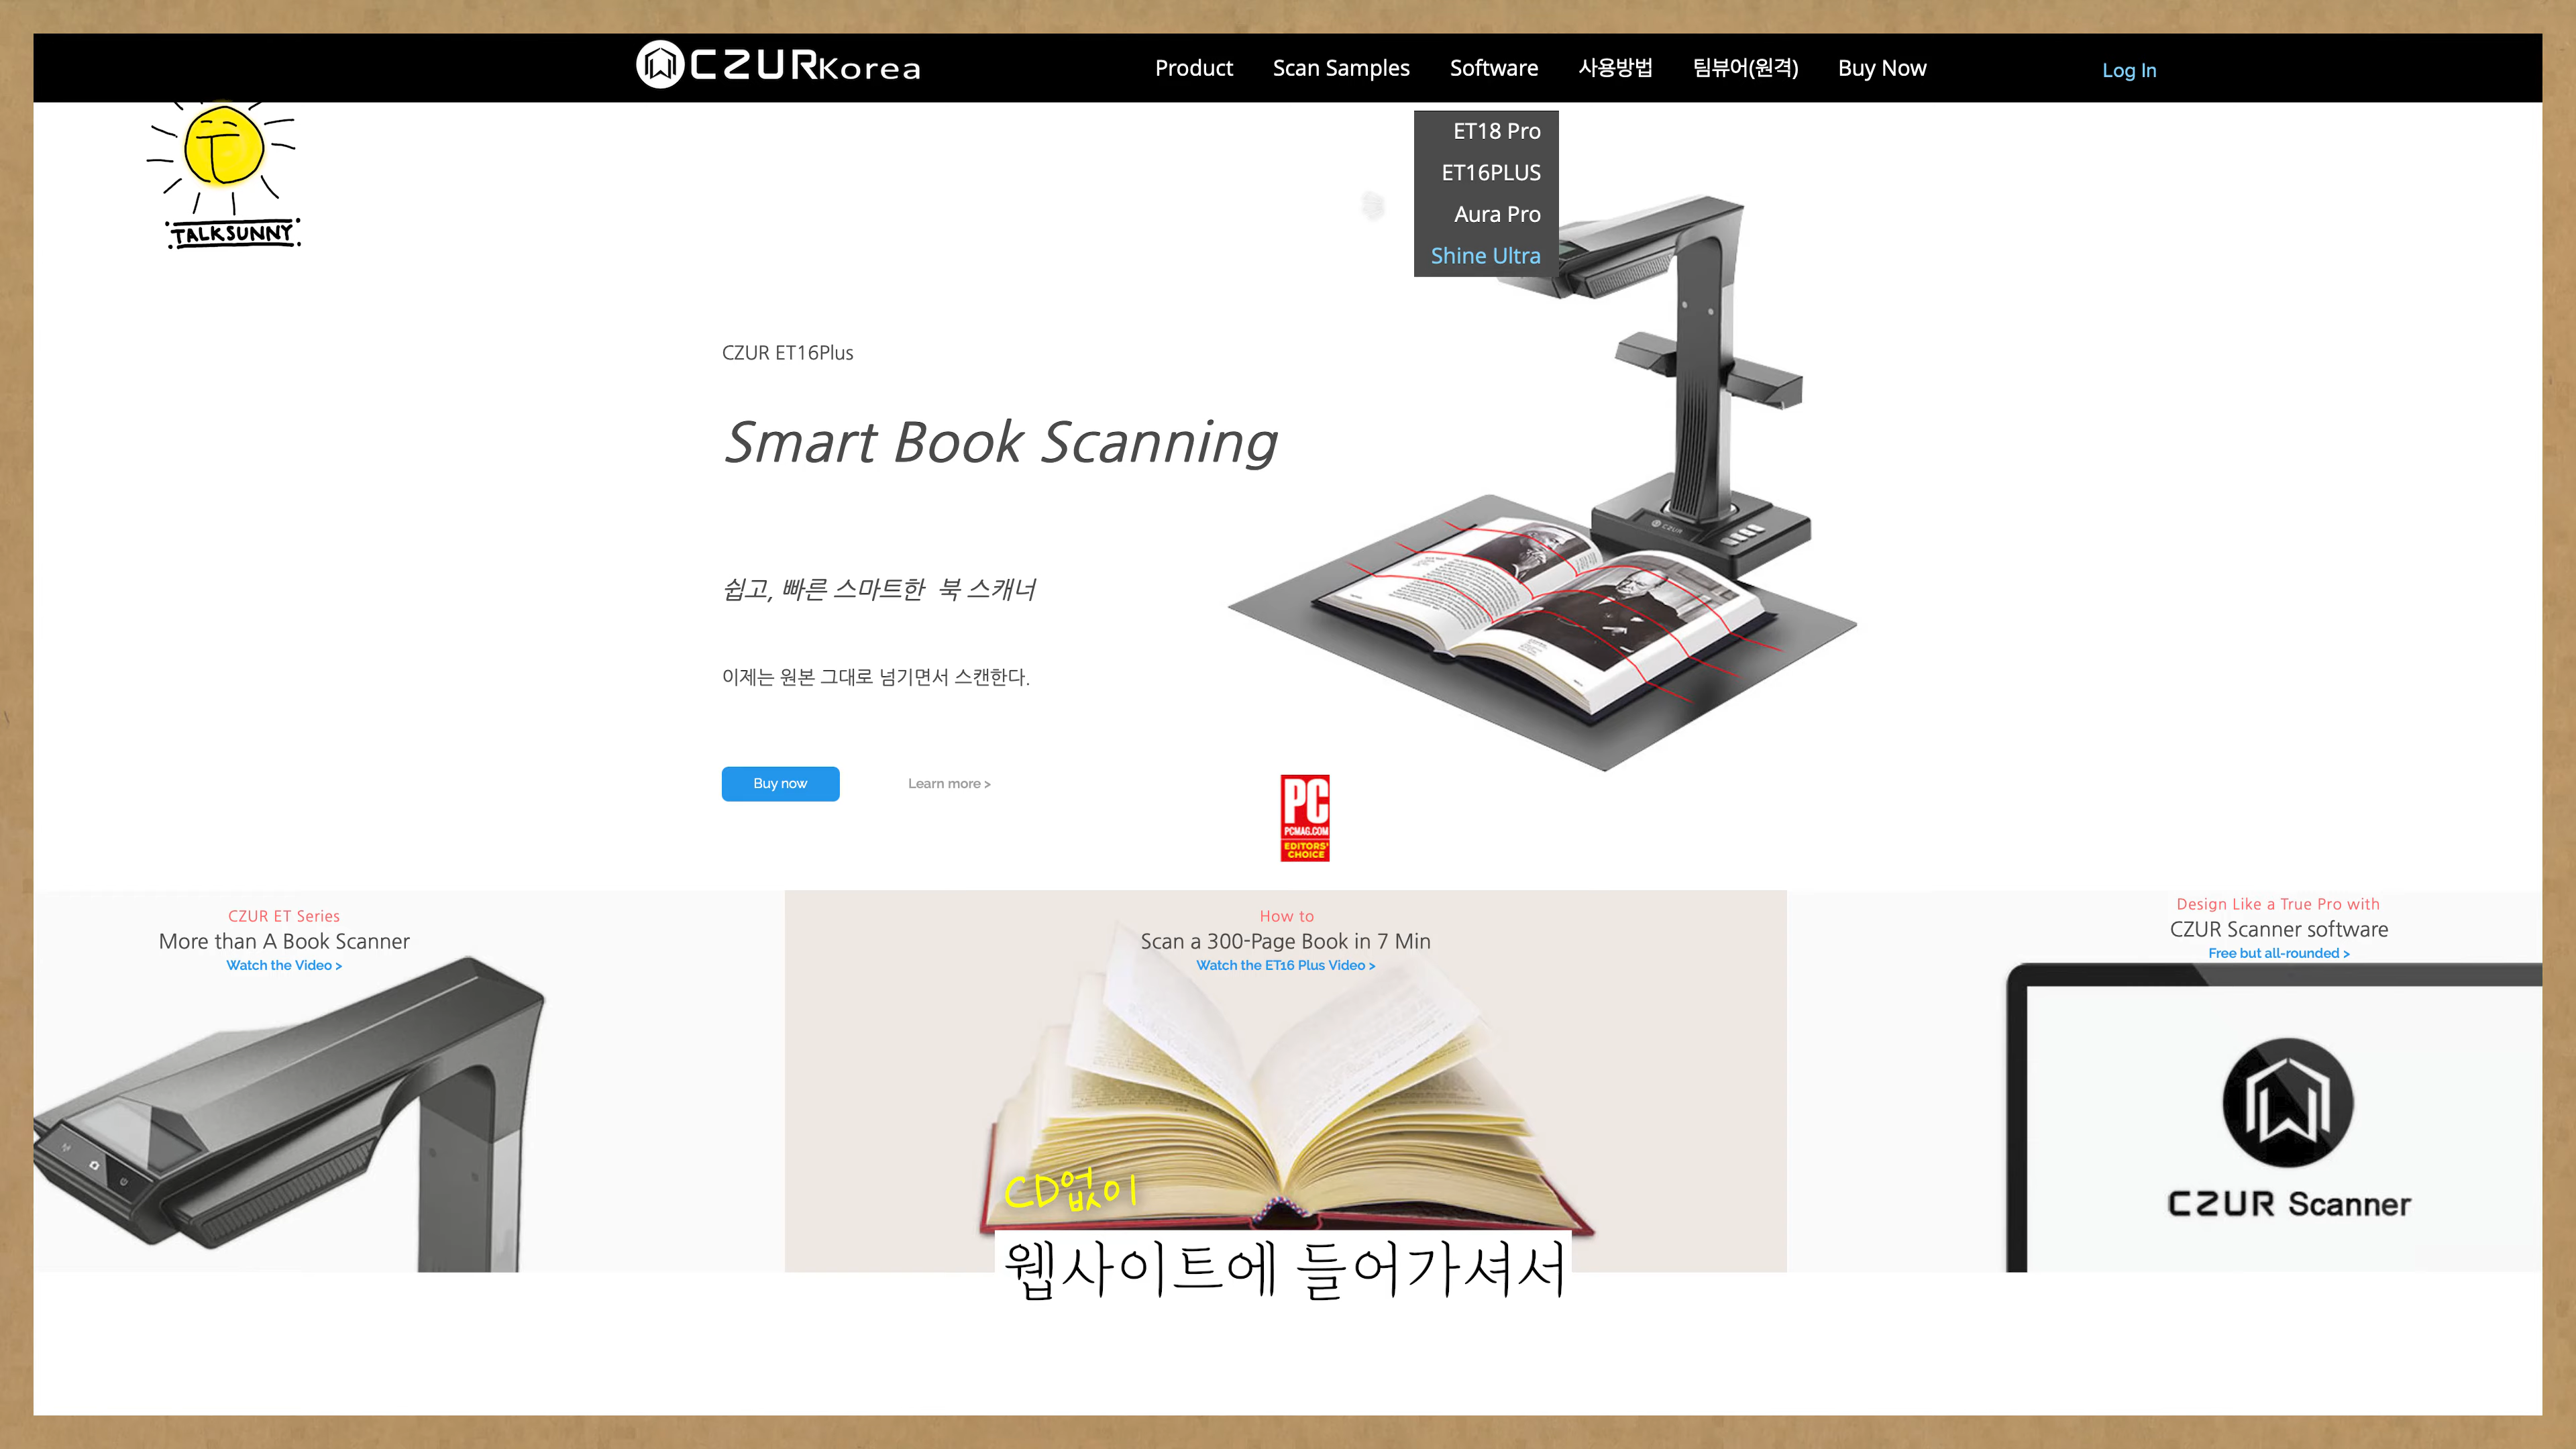 CZUR Korea
Product Scan Samples Software 사용방법 팀뷰어(원격) Buy Now Log In
T
TALKSUNNY
ET18 Pro
ET16PLUS
Aura Pro
Shine Ultra
CZUR ET16Plus
Smart Book Scanning
쉽고, 빠른 스마트한 북 스캐너
이제는 원본 그대로 넘기면서 스캔한다.
Buy now Learn more >
CZUR
PC
PCMAG.COM
EDITORS'
CHOICE
CZUR ET Series
More than A Book Scanner
Watch the Video >
How to
Scan a 300-Page Book in 7 Min
Watch the ET16 Plus Video >
Design Like a True Pro with
CZUR Scanner software
Free but all-rounded >
CZUR Scanner
CD없이
웹사이트에 들어가셔서